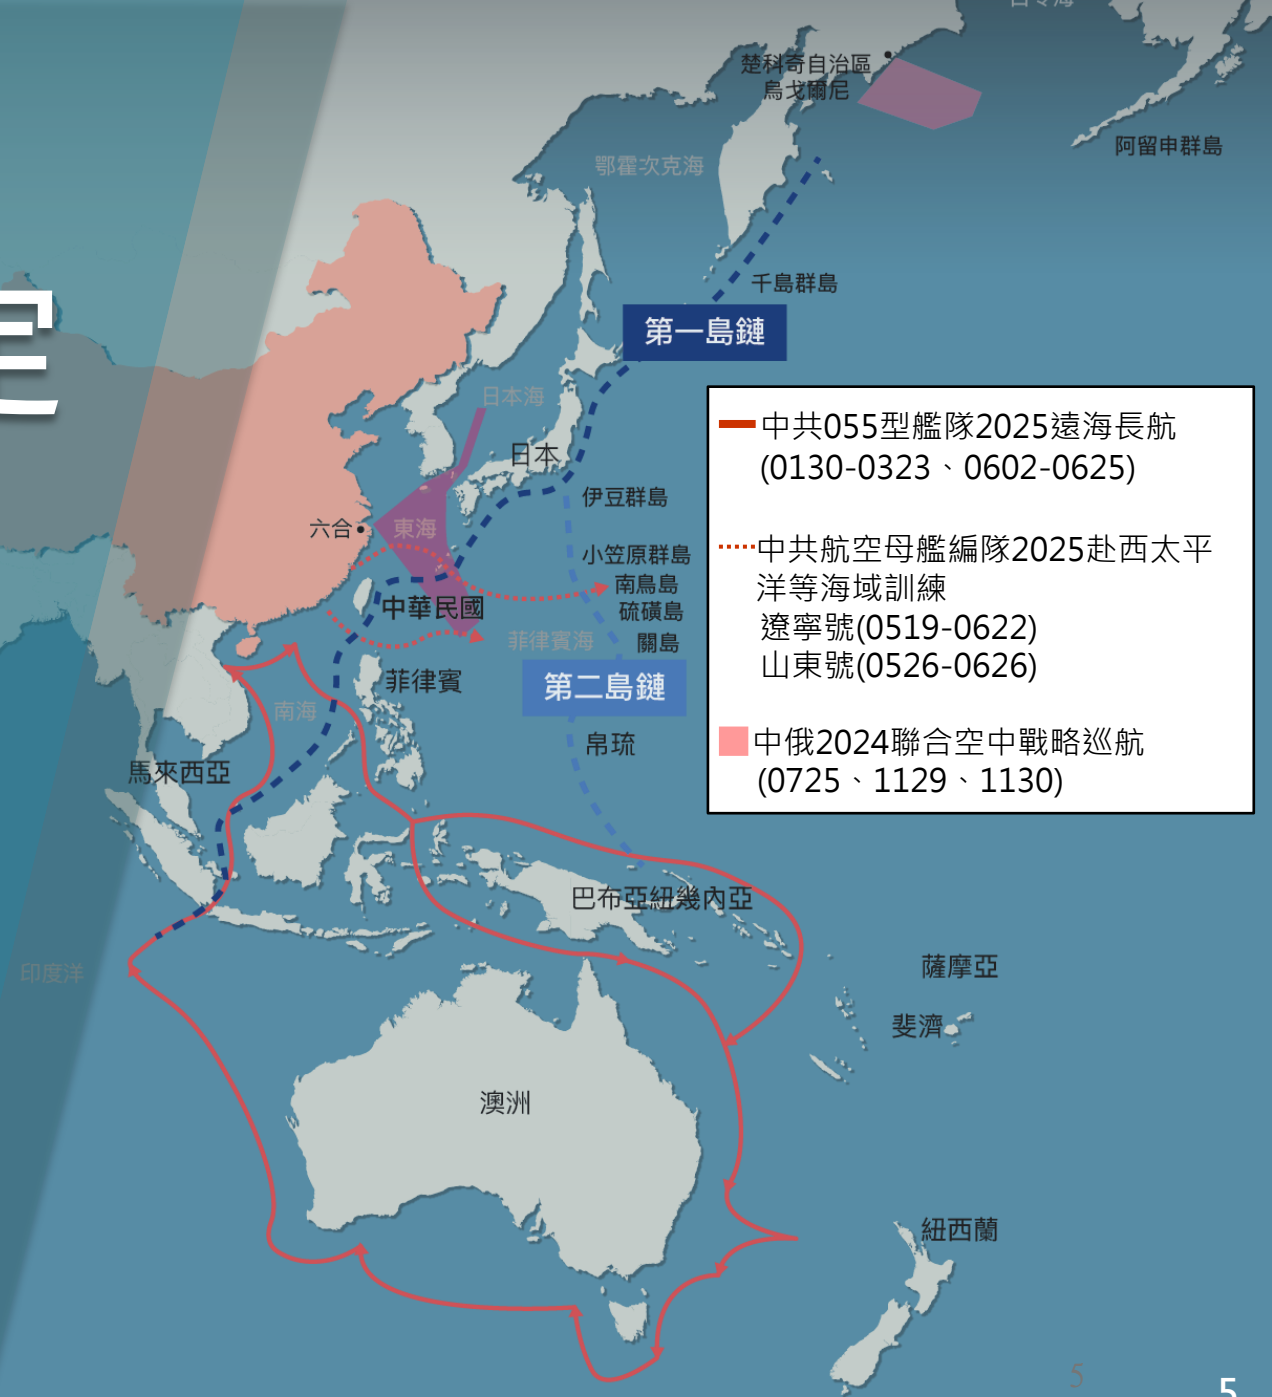 楚科奇自治區
烏戈爾尼
阿留申群島
鄂霍次克海
千島群島
第一島鏈
日本海
日本
伊豆群島
六合
東海
小笠原群島
南鳥島
硫磺島
中華民國
菲律賓海
關島
菲律賓
第二島鏈
南海
帛琉
馬來西亞
巴布亞紐幾內亞
印度洋
薩摩亞
斐濟
澳洲
紐西蘭
中共055型艦隊2025遠海長航
(0130-0323、0602-0625)
中共航空母艦編隊2025赴西太平
洋等海域訓練
遼寧號(0519-0622)
山東號(0526-0626)
中俄2024聯合空中戰略巡航
(0725、1129、1130)
5
5